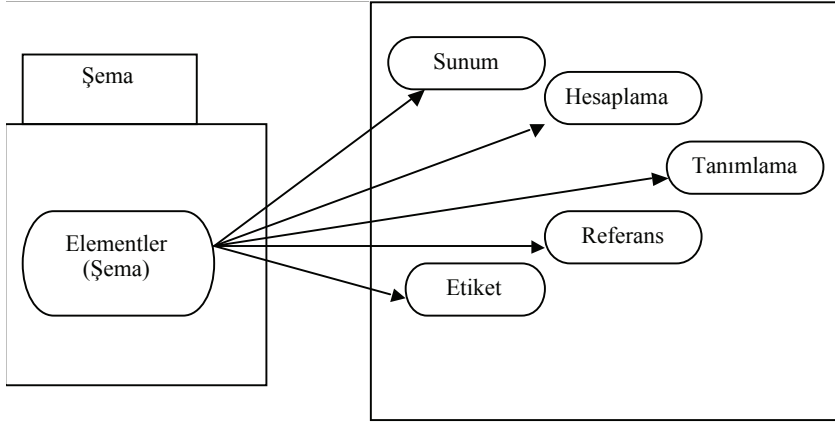 Şema
Elementler
(Şema)
Sunum
Hesaplama
Tanımlama
Referans
Etiket